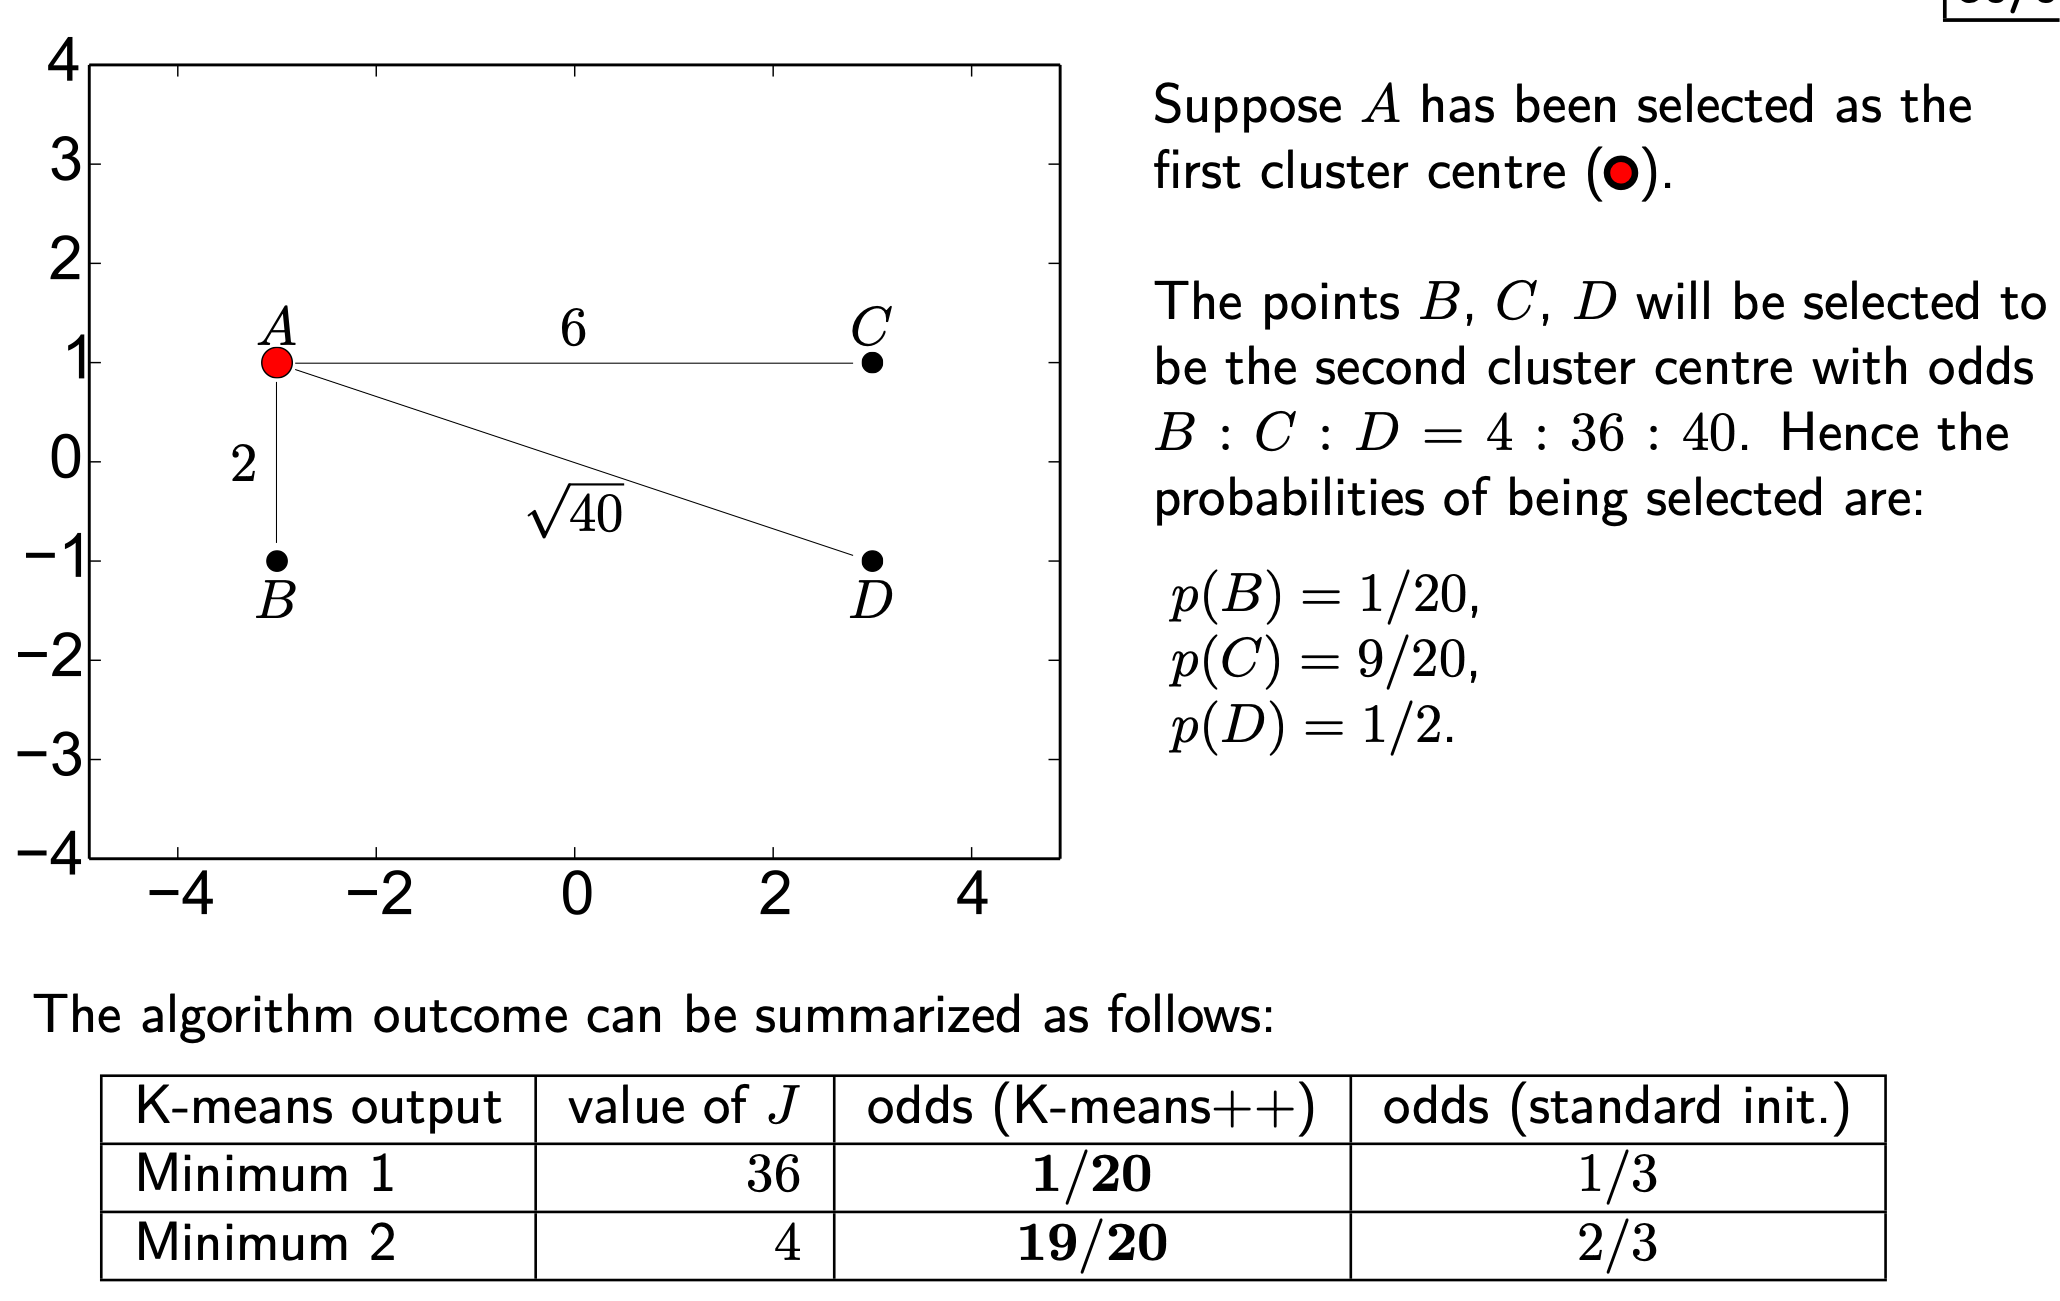 4
3
2
1
0
−1
−2
−3
−4
−4 −2 0 2 4
A
6
C
2
√40
B
D
Suppose A has been selected as the
first cluster centre ( ).
The points B, C, D will be selected to
be the second cluster centre with odds
B : C : D = 4 : 36 : 40. Hence the
probabilities of being selected are:
p(B) = 1/20,
p(C) = 9/20,
p(D) = 1/2.
The algorithm outcome can be summarized as follows:
K-means output value of J odds (K-means++) odds (standard init.)
Minimum 1 36 1/20 1/3
Minimum 2 4 19/20 2/3